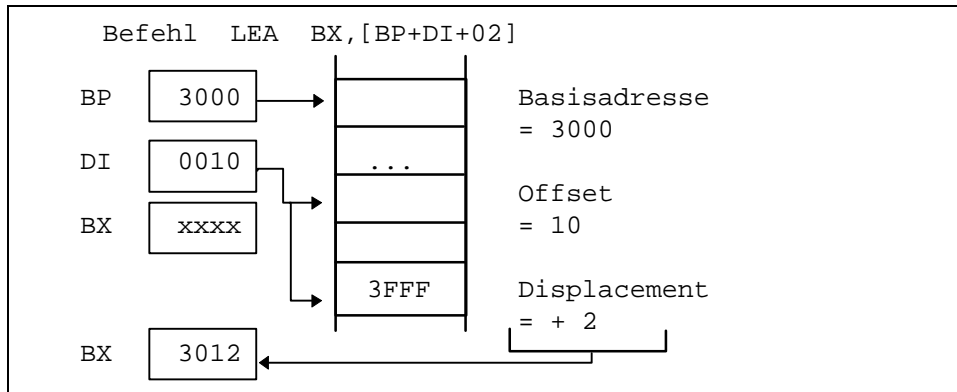 Befehl LEA BX,[BP+DI+02]
BP 3000 Basisadresse
= 3000
DI 0010 ...
Offset
BX xxxx = 10
3FFF Displacement
= + 2
BX 3012